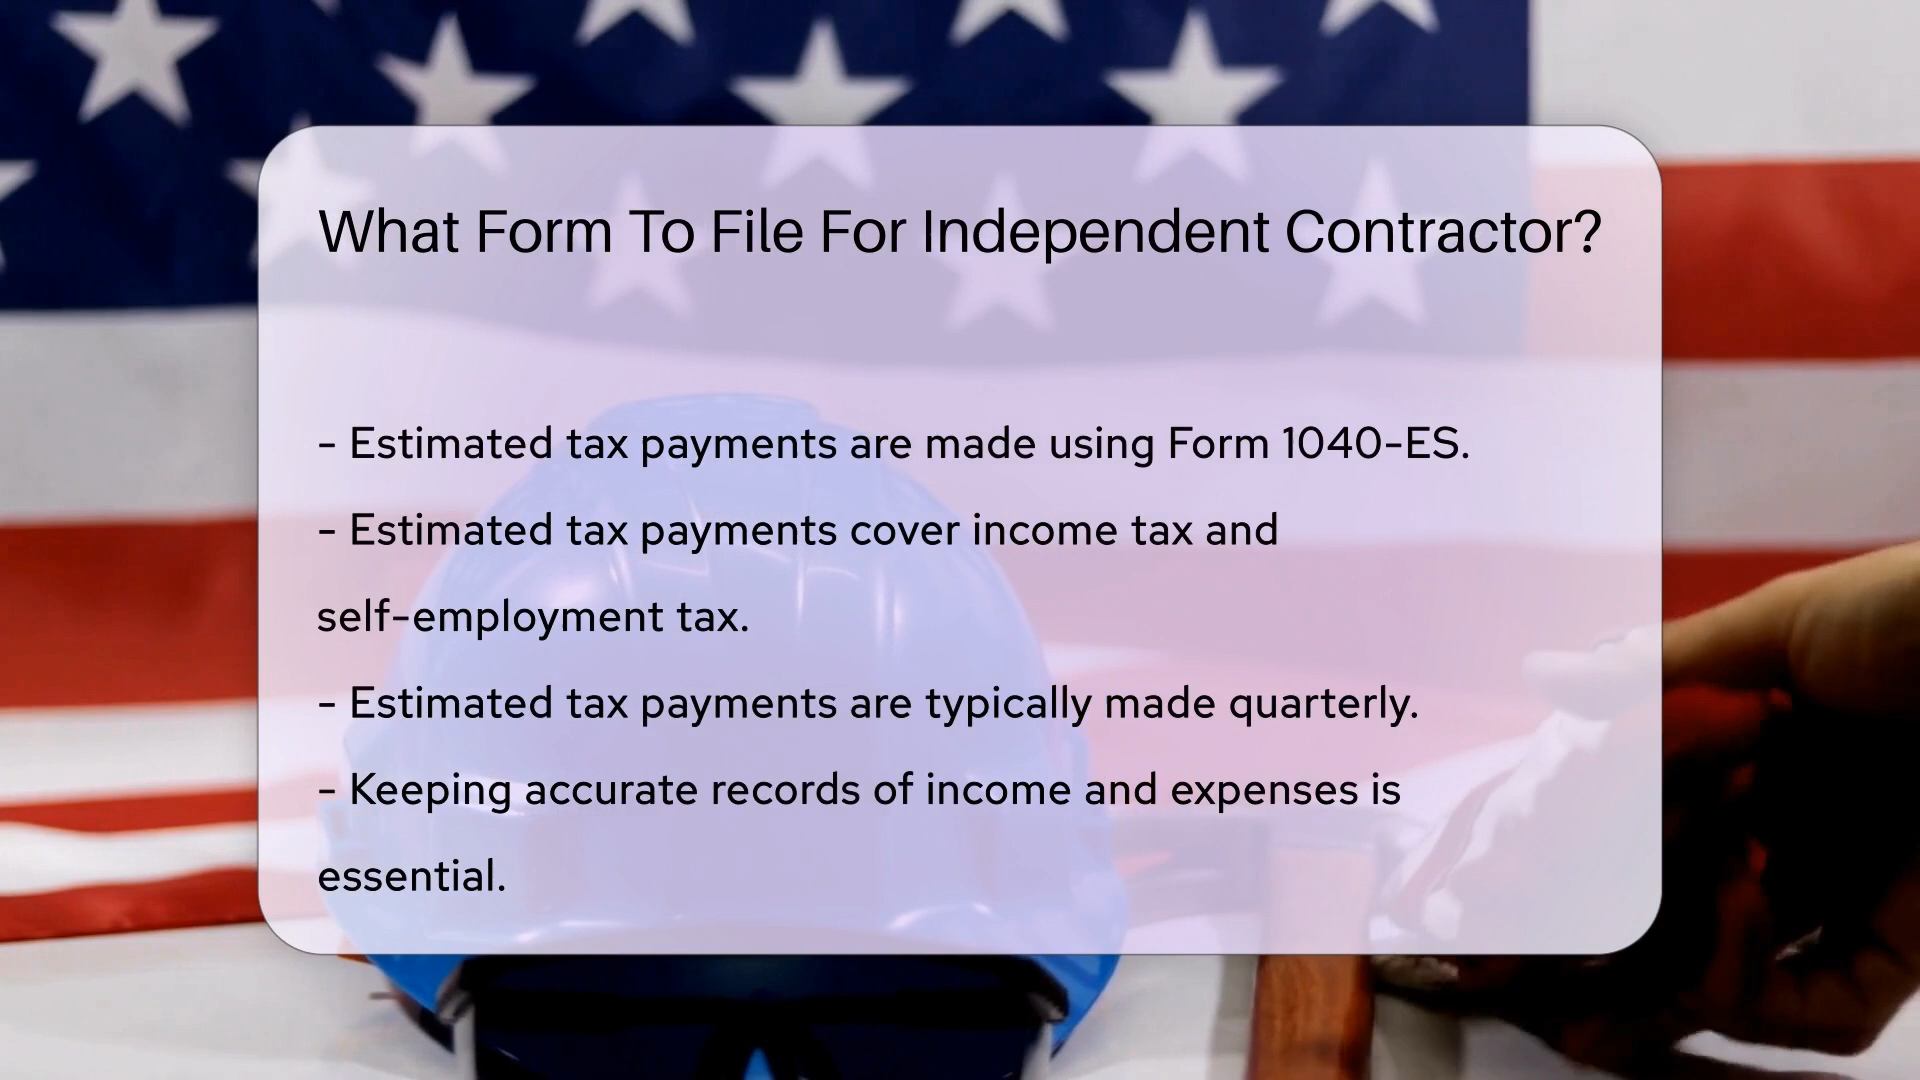 What Form To File For Independent Contractor?
- Estimated tax payments are made using Form 1040-ES.
- Estimated tax payments cover income tax and
self-employment tax.
- Estimated tax payments are typically made quarterly.
- Keeping accurate records of income and expenses is
essential.